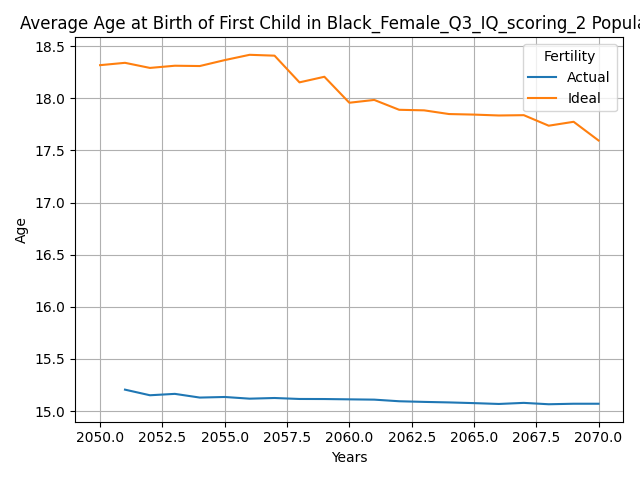 Average Age at Birth of First Child in Black_Female_Q3_IQ_scoring_2 Popula
18.5
18.0
17.5
17.0
16.5
16.0
15.5
15.0
Age
Fertility
Actual
Ideal
2050.0 2052.5 2055.0 2057.5 2060.0 2062.5 2065.0 2067.5 2070.0
Years